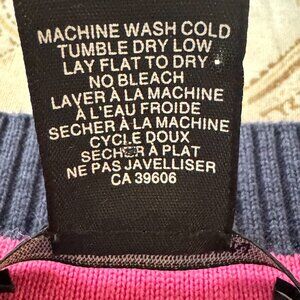 MACHINE WASH COLD
TUMBLE DRY LOW
LAY FLAT TO DRY
NO BLEACH
LAVER À LA MACHINE
À L'EAU FROIDE
SECHER À LA MACHINE
CYCLE DOUX
SECHER À PLAT
NE PAS JAVELLISER
CA 39606